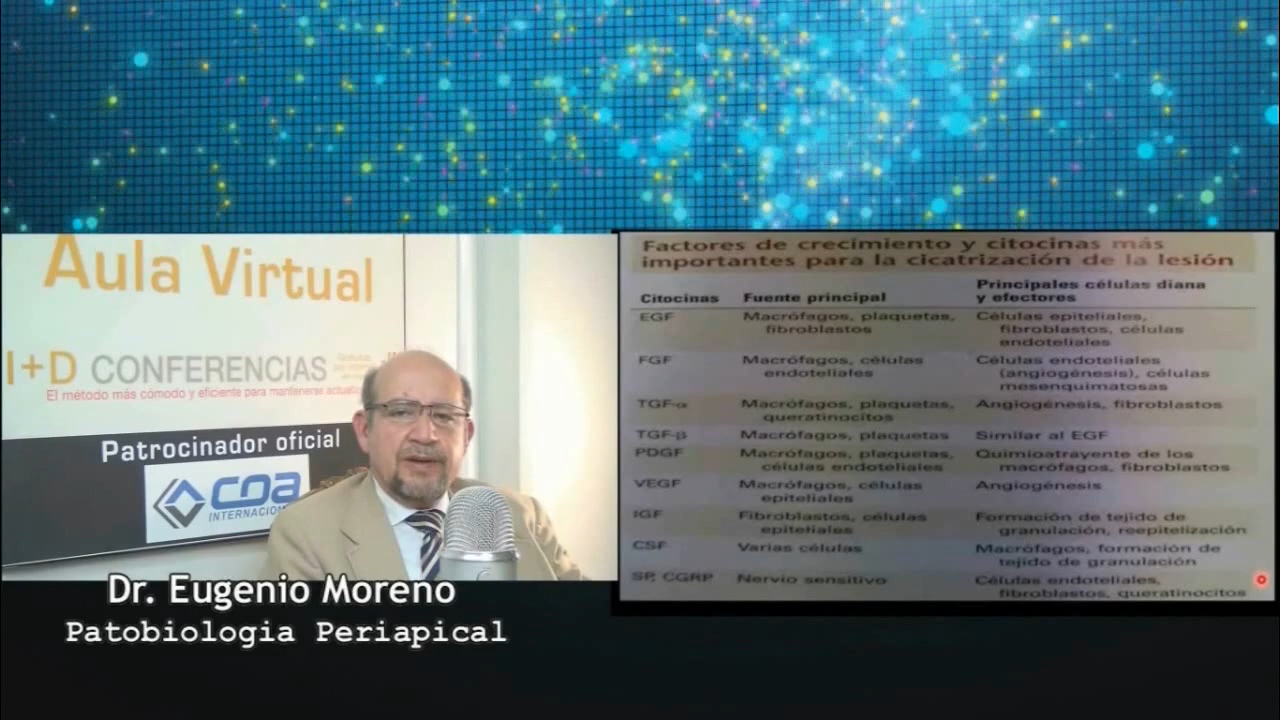 Aula Virtual
I+D CONFERENCIAS
El método más cómodo y eficiente para manteneras actualiz
Patrocinador oficial
coa
INTERNACION
Dr. Eugenio Moreno
Patobiologia Periapical
Factores de crecimiento y citocinas más
importantes para la cicatrización de la lesión
Principales células diana
Citocinas Fuente principal y efectores
EGF Macrófagos, plaquetas, Células epiteliales,
fibroblastos fibroblastos, células
endoteliales
FGF Macrófagos, células Células endoteliales
endoteliales (angiogénesis), células
mesenquimatosas
TGF-α Macrófagos, plaquetas, Angiogénesis, fibroblastos
queratinocitos
TGF-β Macrófagos, plaquetas Similar al EGF
PDGF Macrófagos, plaquetas, Quimioatrayente de los
células endoteliales macrófagos, fibroblastos
VEGF Macrófagos, células Angiogénesis
epiteliales
IGF Fibroblastos, células Formación de tejido de
epiteliales granulación, reepitelización
CSF Varias células Macrófagos, formación de
tejido de granulación
SP, CGRP Nervio sensitivo Células endoteliales,
fibroblastos, queratinocitos